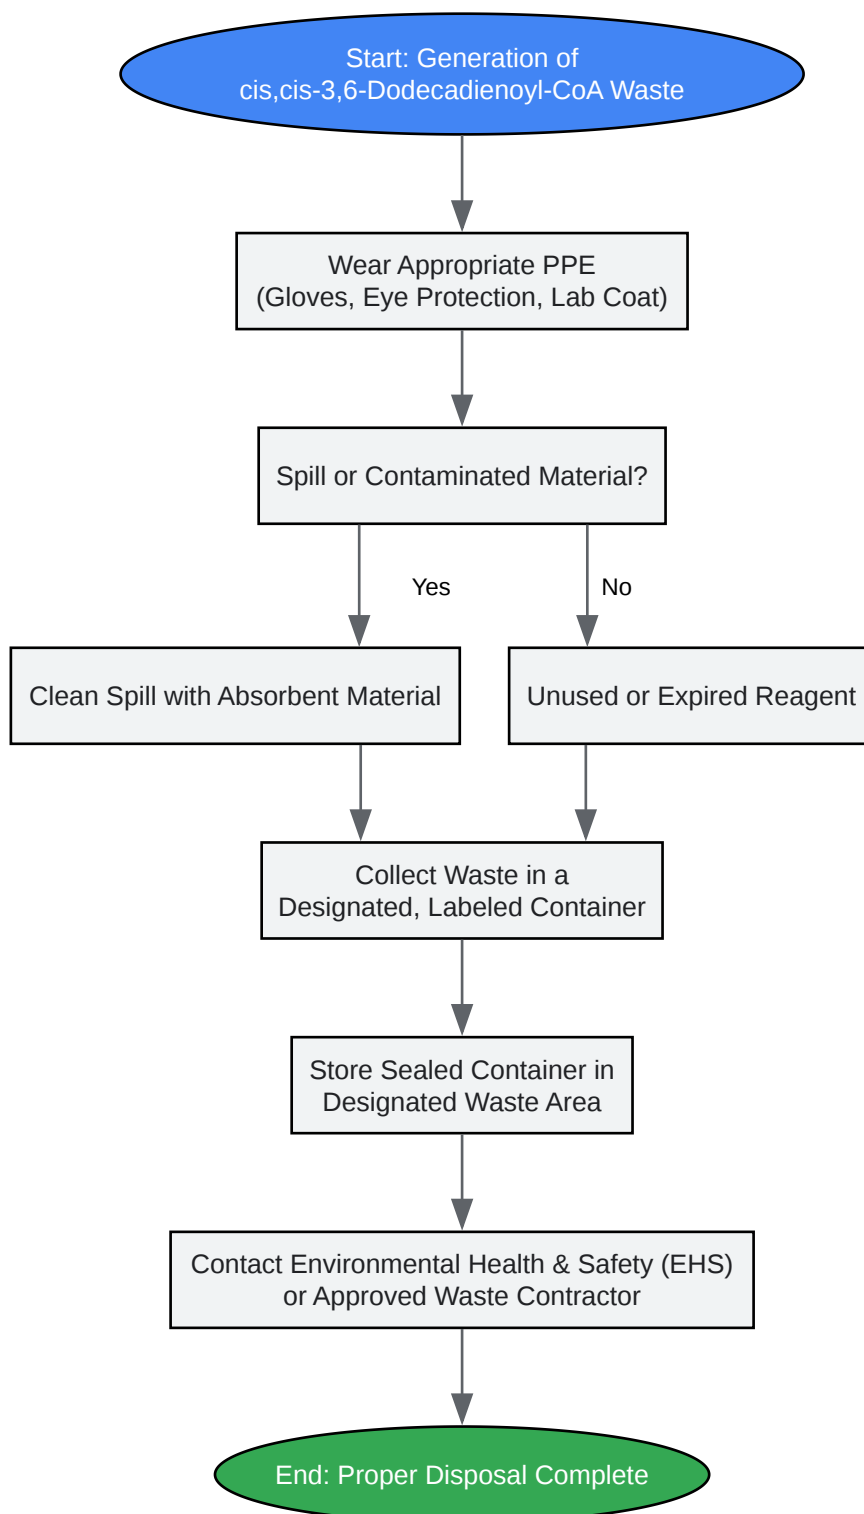 Start: Generation of
cis,cis-3,6-Dodecadienoyl-CoA Waste
Wear Appropriate PPE
(Gloves, Eye Protection, Lab Coat)
Spill or Contaminated Material?
Yes
No
Clean Spill with Absorbent Material
Unused or Expired Reagent
Collect Waste in a
Designated, Labeled Container
Store Sealed Container in
Designated Waste Area
Contact Environmental Health & Safety (EHS)
or Approved Waste Contractor
End: Proper Disposal Complete